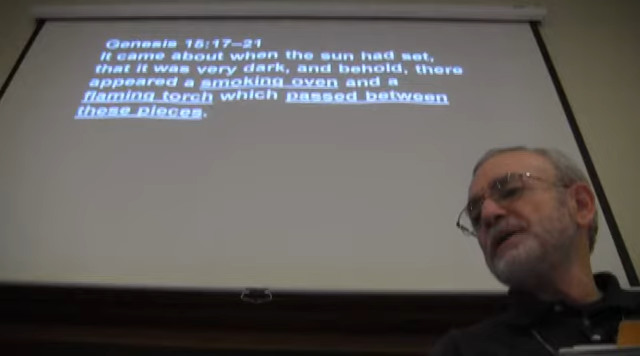 Genesis 15:17–21
It came about when the sun had set,
that it was very dark, and behold, there
appeared a smoking oven and a
flaming torch which passed between
these pieces.